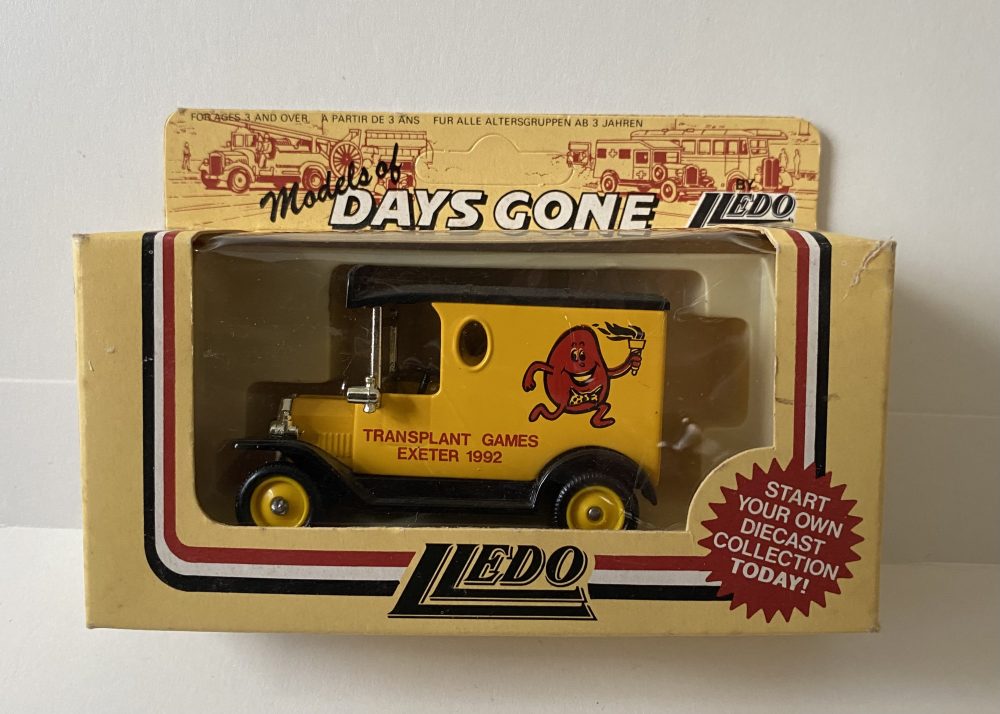 FOR AGES 3 AND OVER A PARTIR DE 3 ANS FUR ALLE ALTERSGRUPPEN AB 3 JAHREN
Models of
DAYS GONE
BY
LLEDO
TRANSPLANT GAMES
EXETER 1992
START
YOUR OWN
DIECAST
COLLECTION
TODAY!
LLEDO